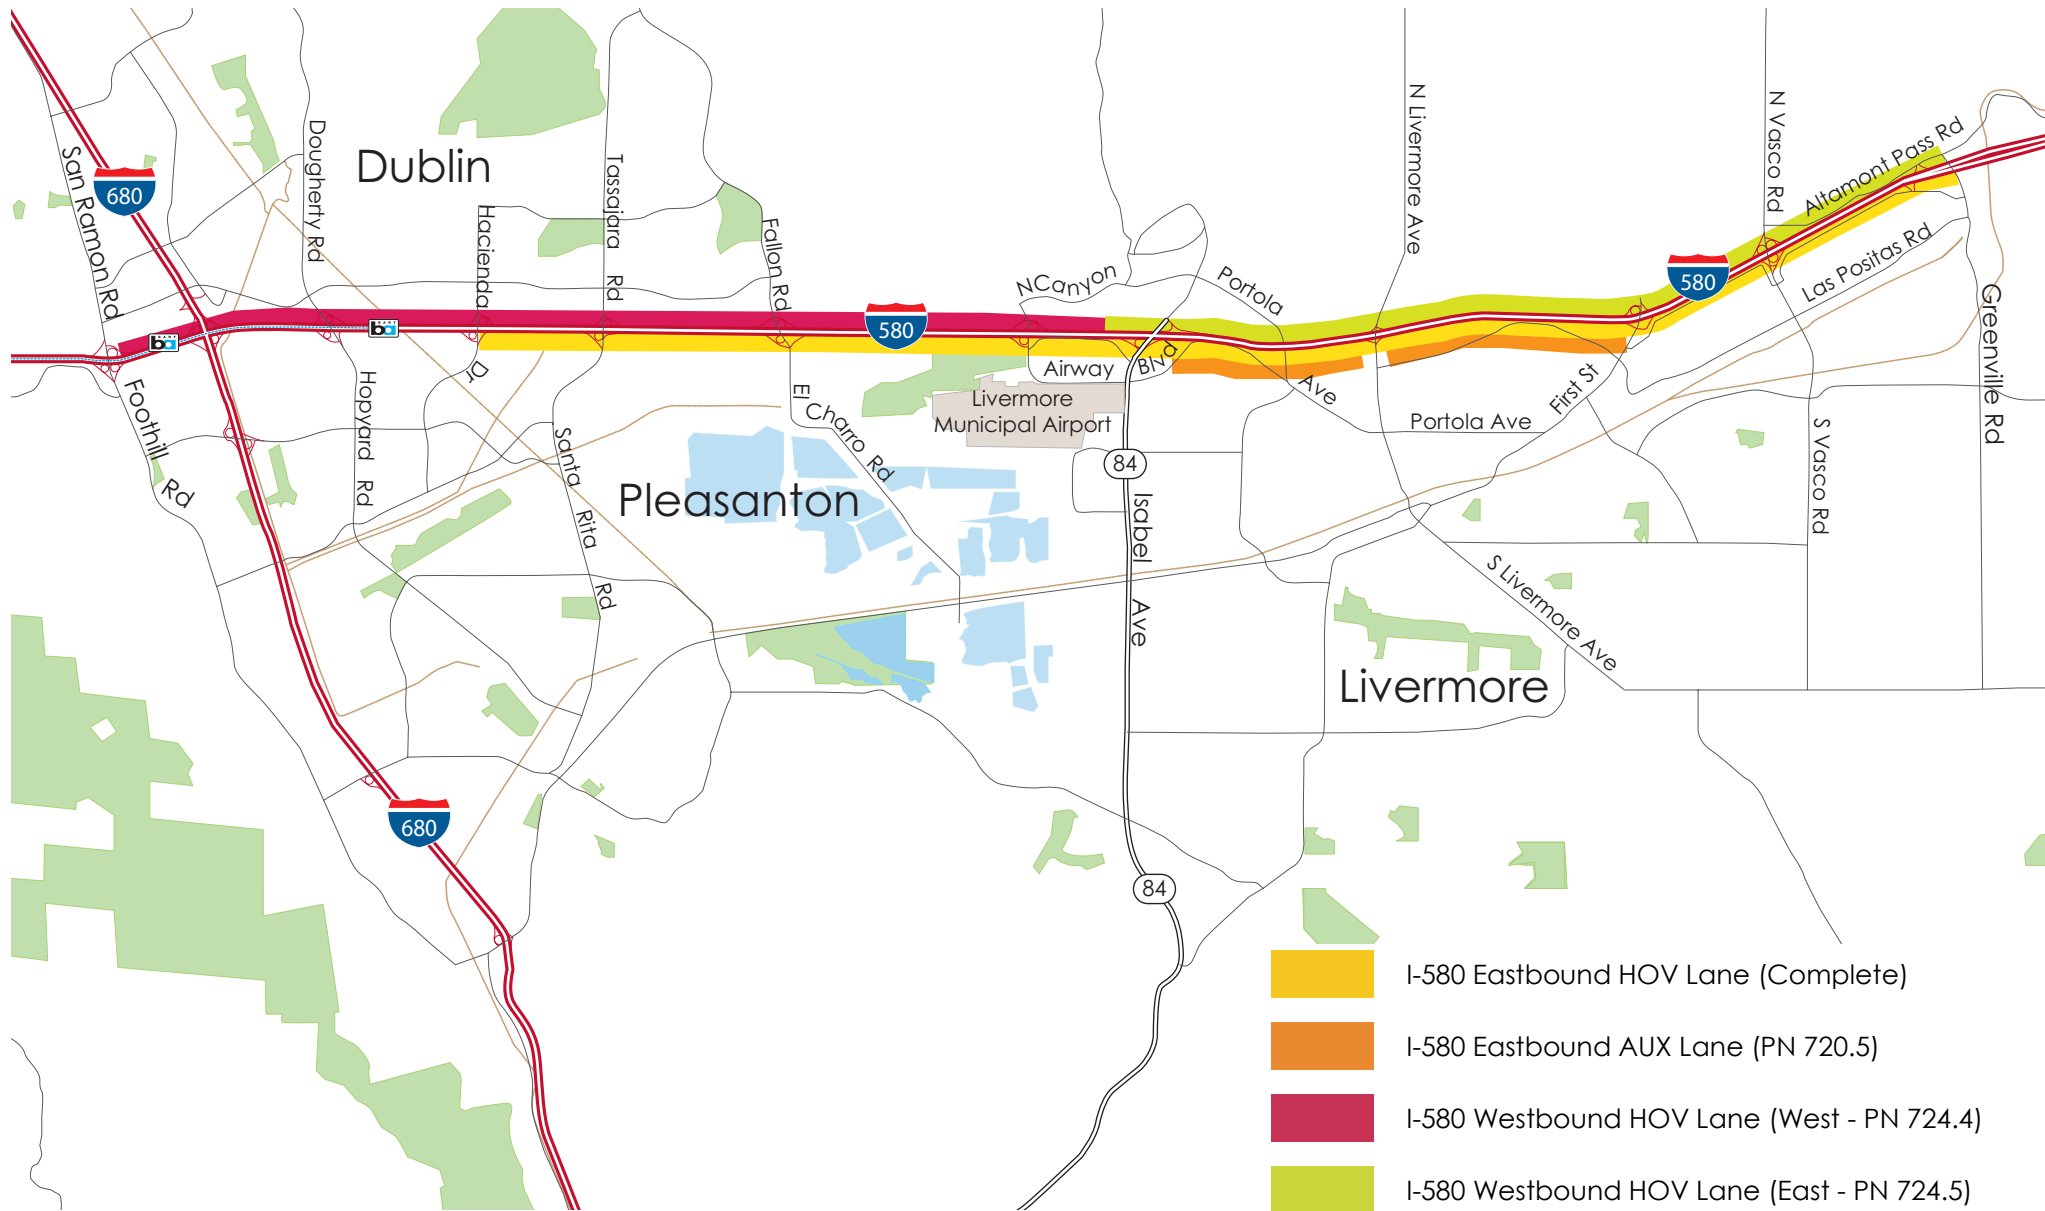 Dublin
Pleasanton
Livermore
Livermore
Municipal Airport
680
680
580
580
84
84
San Ramon Rd
Dougherty Rd
Hacienda
Dr
Tassajara Rd
Fallon Rd
N Canyon
Portola
Ave
N Livermore Ave
N Vasco Rd
Altamont Pass Rd
Las Positas Rd
Greenville Rd
Airway Blvd
First St
Portola Ave
Foothill Rd
Hopyard Rd
Santa Rita Rd
El Charro Rd
Isabel Ave
S Livermore Ave
S Vasco Rd
BART
ba
BART
ba
I-580 Eastbound HOV Lane (Complete)
I-580 Eastbound AUX Lane (PN 720.5)
I-580 Westbound HOV Lane (West - PN 724.4)
I-580 Westbound HOV Lane (East - PN 724.5)